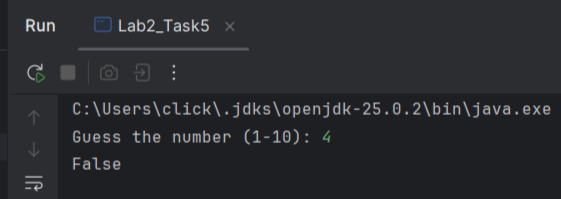 Run Lab2_Task5
C:\Users\click\.jdks\openjdk-25.0.2\bin\java.exe
Guess the number (1-10): 4
False